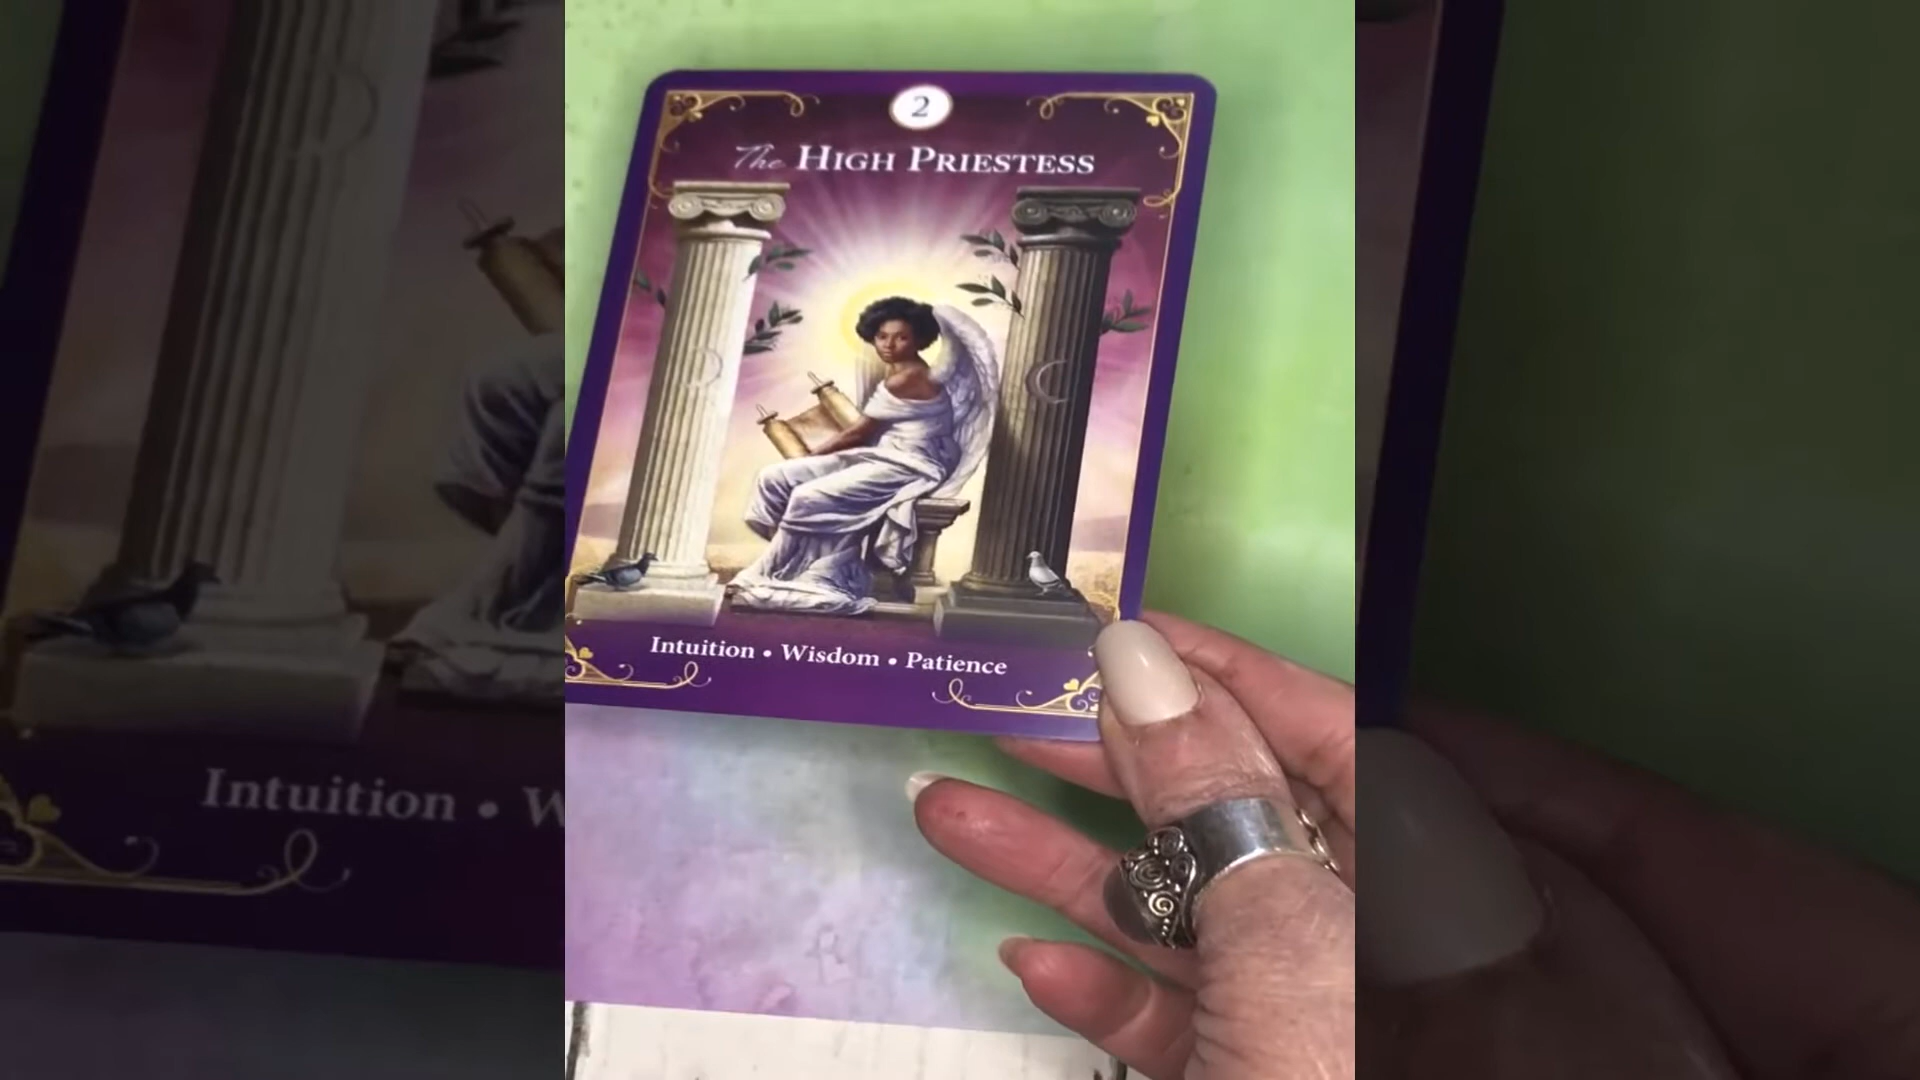 2
The HIGH PRIESTESS
Intuition • Wisdom • Patience
Intuition • W